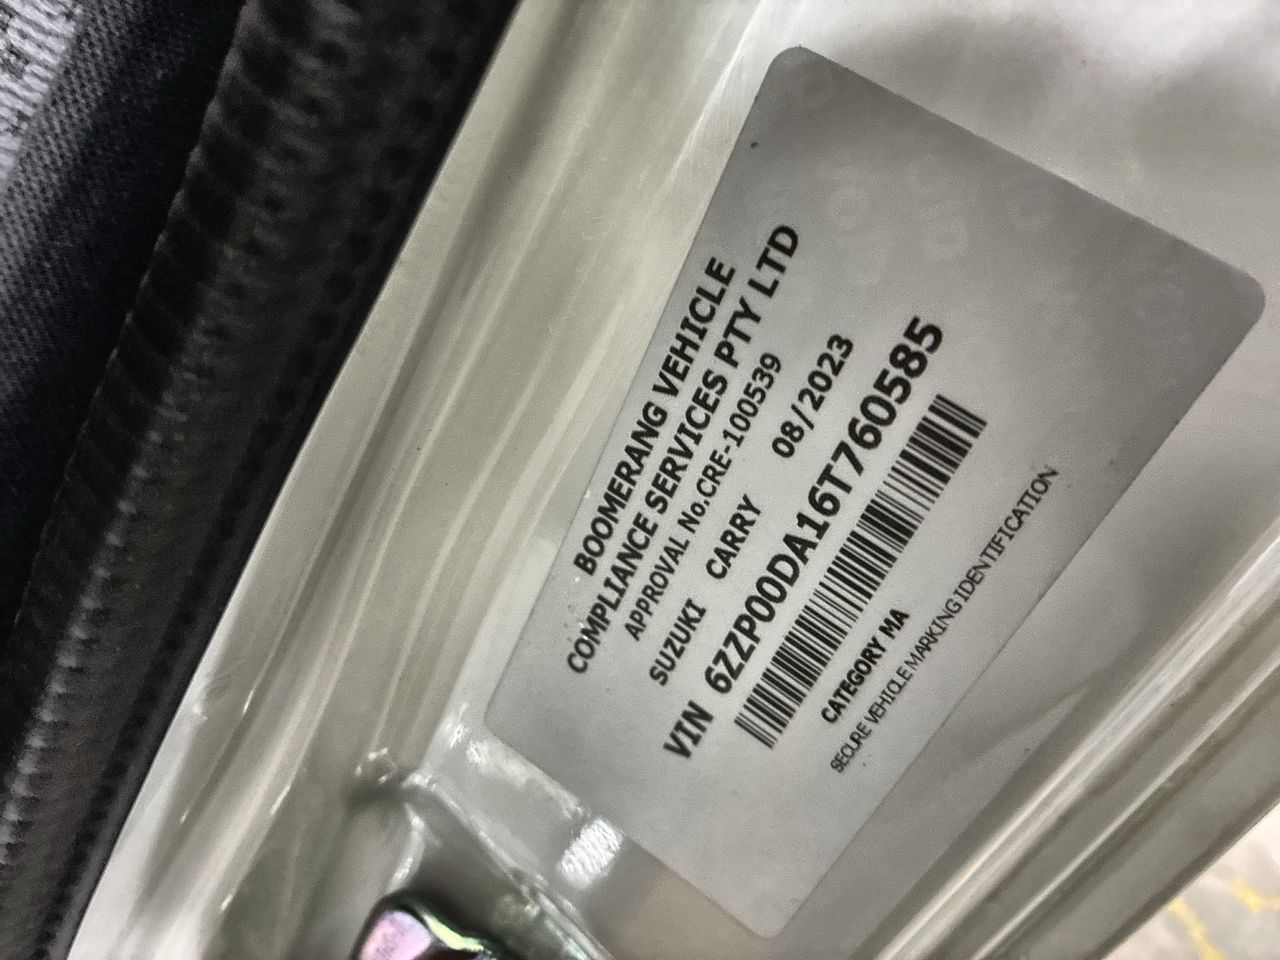 BOOMERANG VEHICLE
COMPLIANCE SERVICES PTY LTD
APPROVAL No.CRE-100539
SUZUKI CARRY 08/2023
VIN 6ZZP00DA16T760585
CATEGORY MA
SECURE VEHICLE MARKING IDENTIFICATION